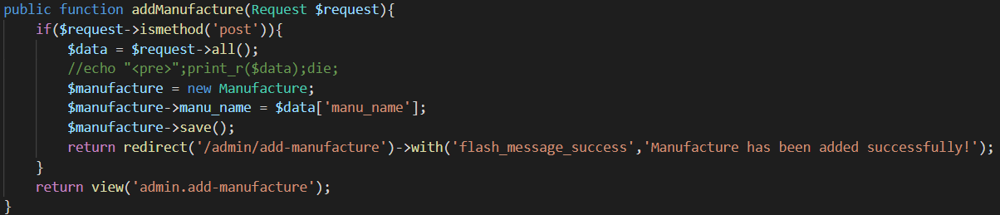 public function addManufacture(Request $request){
    if($request->ismethod('post')){
        $data = $request->all();
        //echo "<pre>";print_r($data);die;
        $manufacture = new Manufacture;
        $manufacture->manu_name = $data['manu_name'];
        $manufacture->save();
        return redirect('/admin/add-manufacture')->with('flash_message_success','Manufacture has been added successfully!');
    }
    return view('admin.add-manufacture');
}